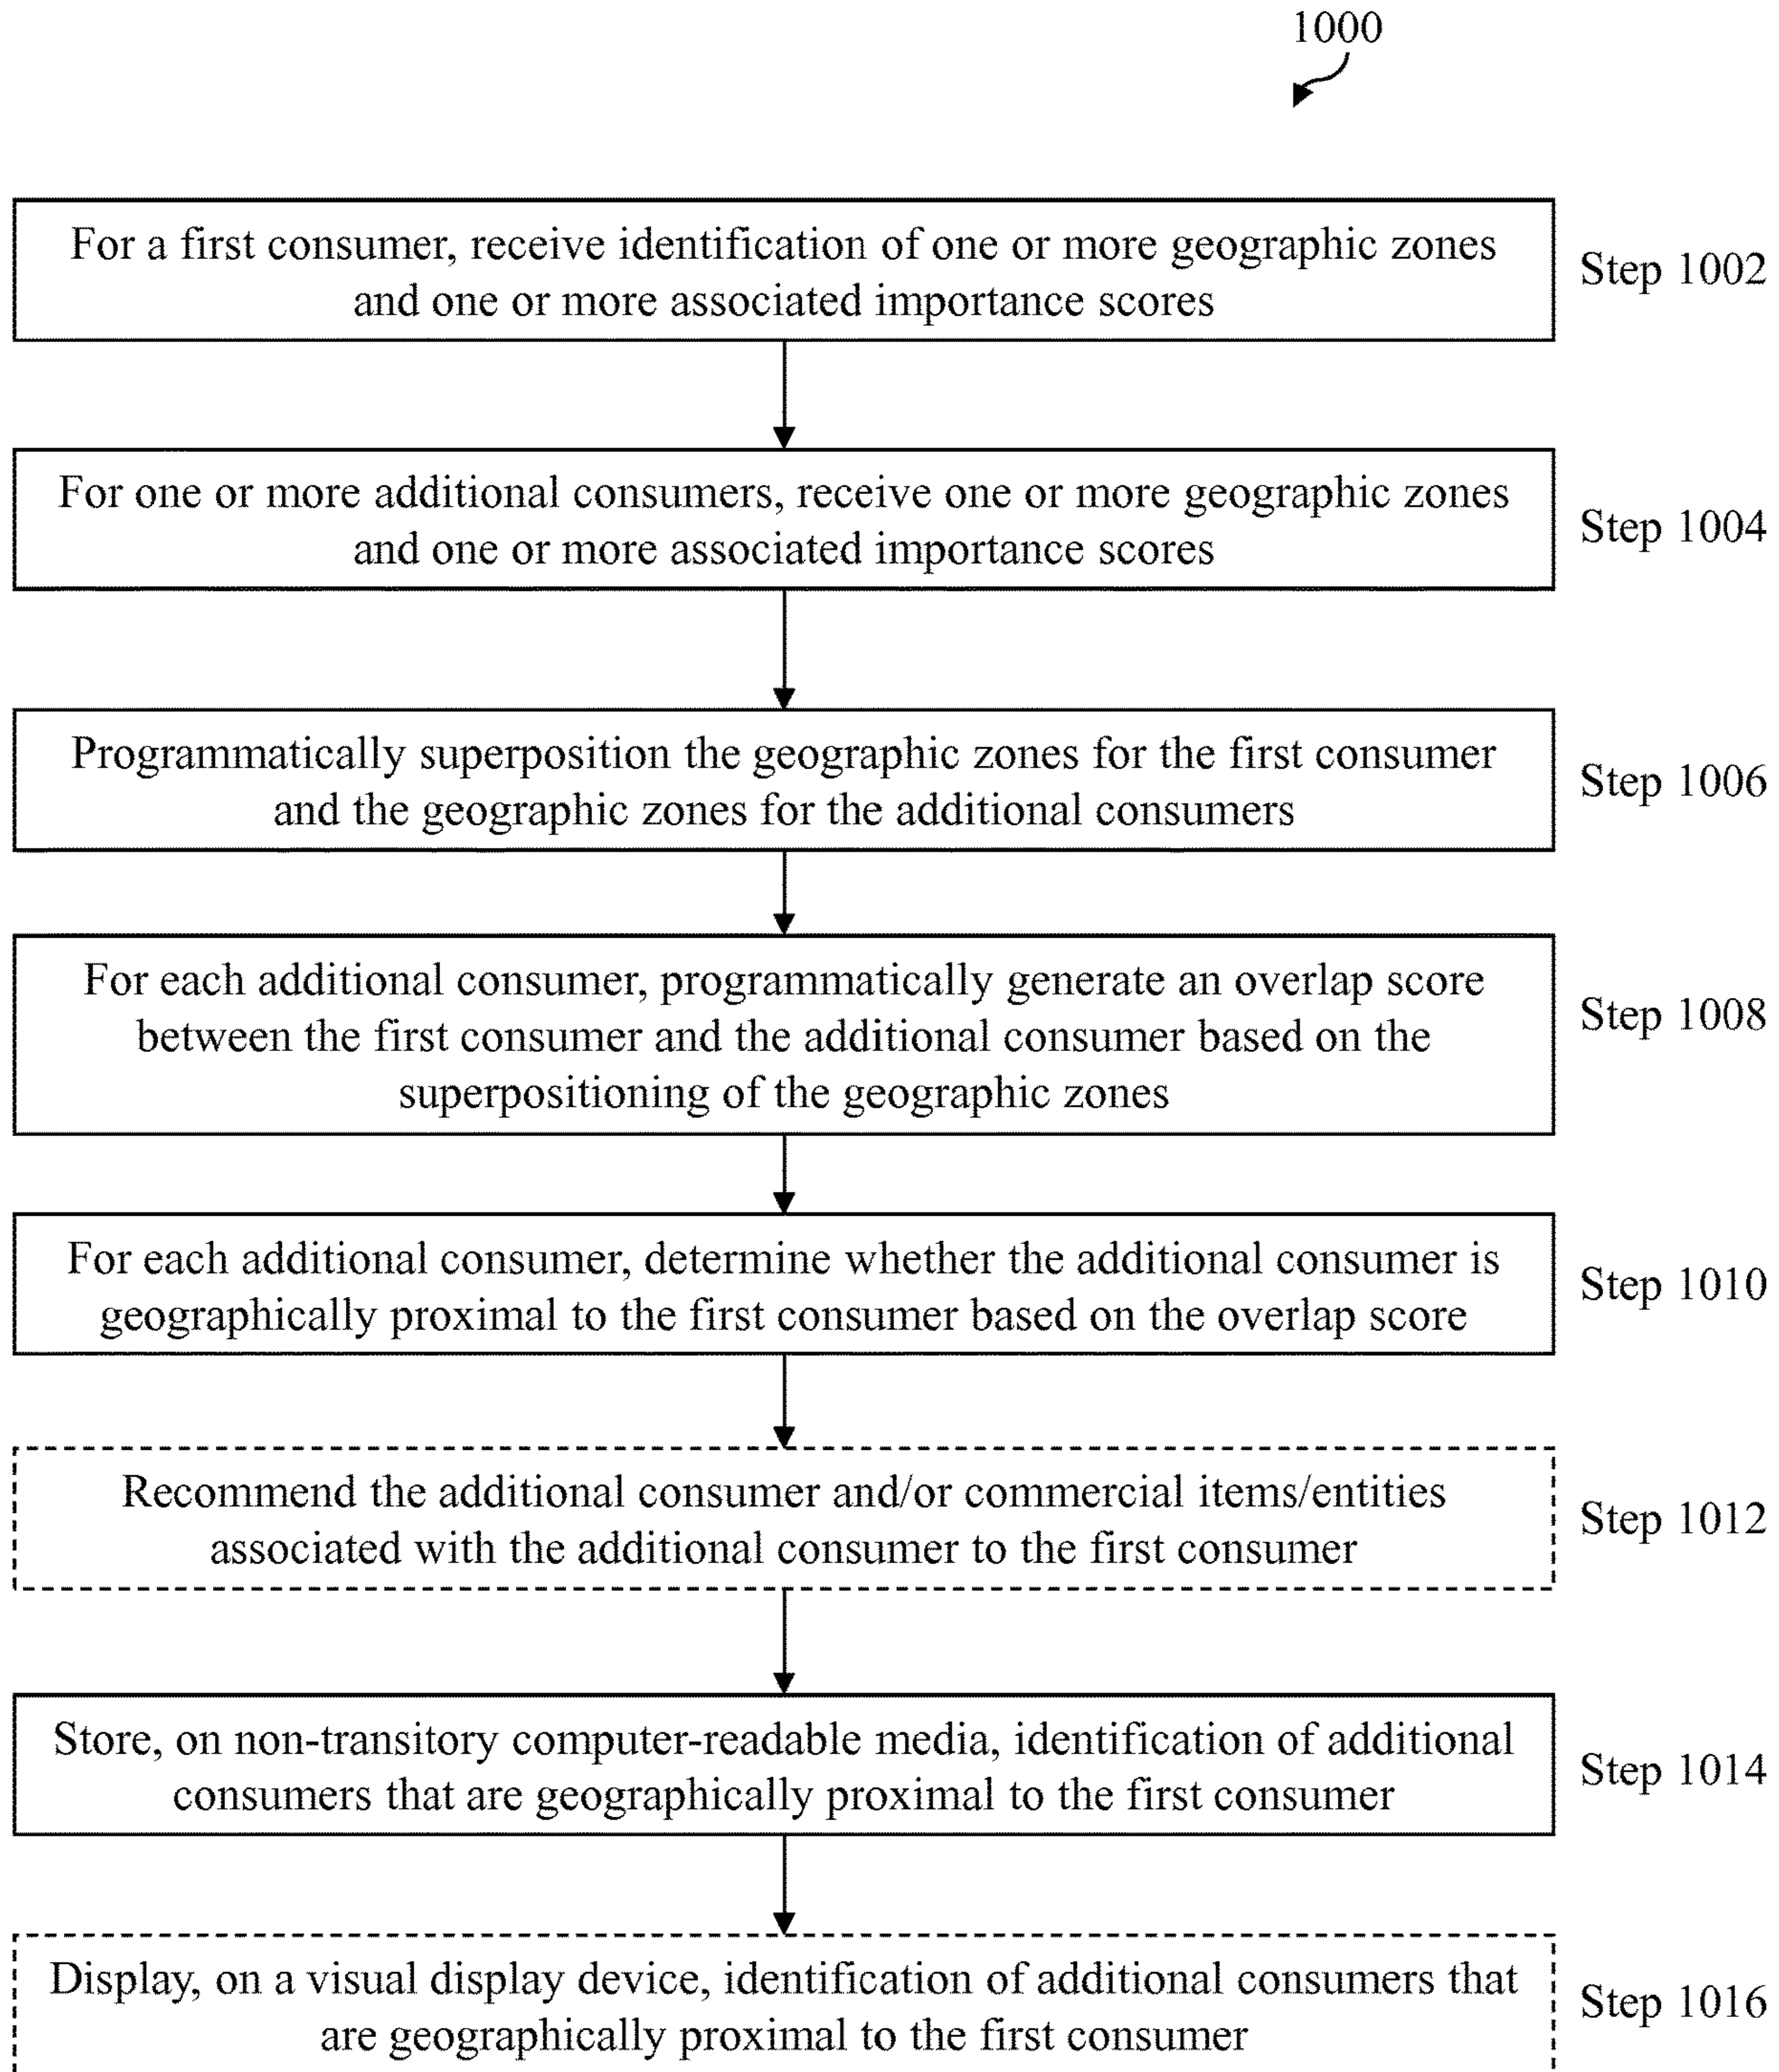 1000
For a first consumer, receive identification of one or more geographic zones
and one or more associated importance scores
Step 1002
For one or more additional consumers, receive one or more geographic zones
and one or more associated importance scores
Step 1004
Programmatically superposition the geographic zones for the first consumer
and the geographic zones for the additional consumers
Step 1006
For each additional consumer, programmatically generate an overlap score
between the first consumer and the additional consumer based on the
superpositioning of the geographic zones
Step 1008
For each additional consumer, determine whether the additional consumer is
geographically proximal to the first consumer based on the overlap score
Step 1010
Recommend the additional consumer and/or commercial items/entities
associated with the additional consumer to the first consumer
Step 1012
Store, on non-transitory computer-readable media, identification of additional
consumers that are geographically proximal to the first consumer
Step 1014
Display, on a visual display device, identification of additional consumers that
are geographically proximal to the first consumer
Step 1016